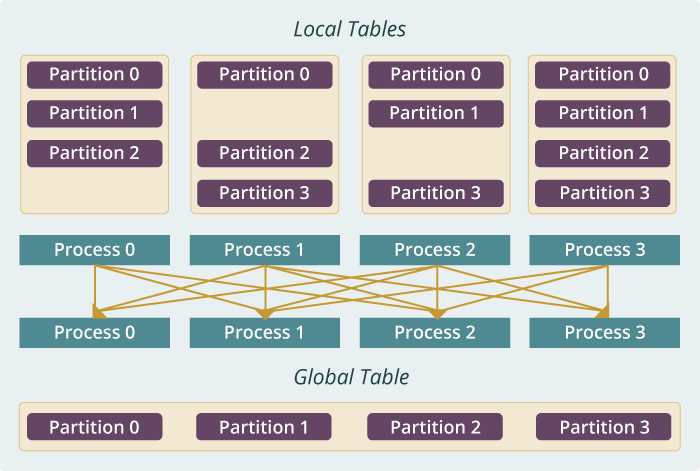 Local Tables
Partition 0 Partition 0 Partition 0 Partition 0
Partition 1 Partition 1 Partition 1
Partition 2 Partition 2 Partition 2
Partition 3 Partition 3 Partition 3
Process 0 Process 1 Process 2 Process 3
Process 0 Process 1 Process 2 Process 3
Global Table
Partition 0 Partition 1 Partition 2 Partition 3